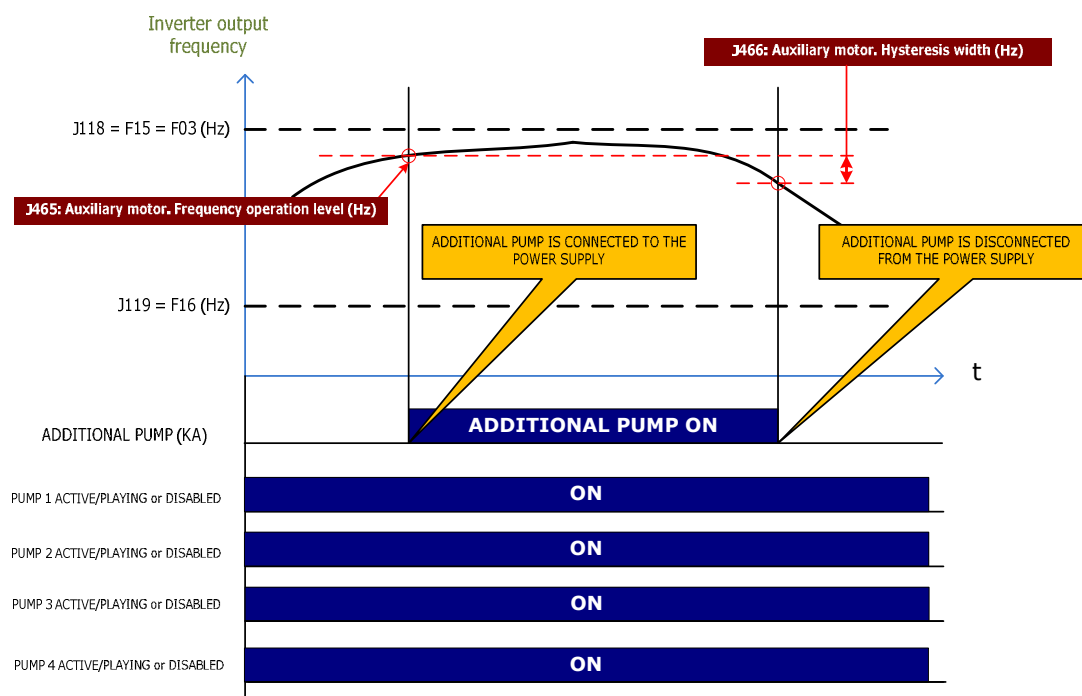 Inverter output
frequency
J466: Auxiliary motor. Hysteresis width (Hz)
J118 = F15 = F03 (Hz)
J465: Auxiliary motor. Frequency operation level (Hz)
ADDITIONAL PUMP IS CONNECTED TO THE
POWER SUPPLY
ADDITIONAL PUMP IS DISCONNECTED
FROM THE POWER SUPPLY
J119 = F16 (Hz)
t
ADDITIONAL PUMP (KA)
ADDITIONAL PUMP ON
PUMP 1 ACTIVE/PLAYING or DISABLED
ON
PUMP 2 ACTIVE/PLAYING or DISABLED
ON
PUMP 3 ACTIVE/PLAYING or DISABLED
ON
PUMP 4 ACTIVE/PLAYING or DISABLED
ON